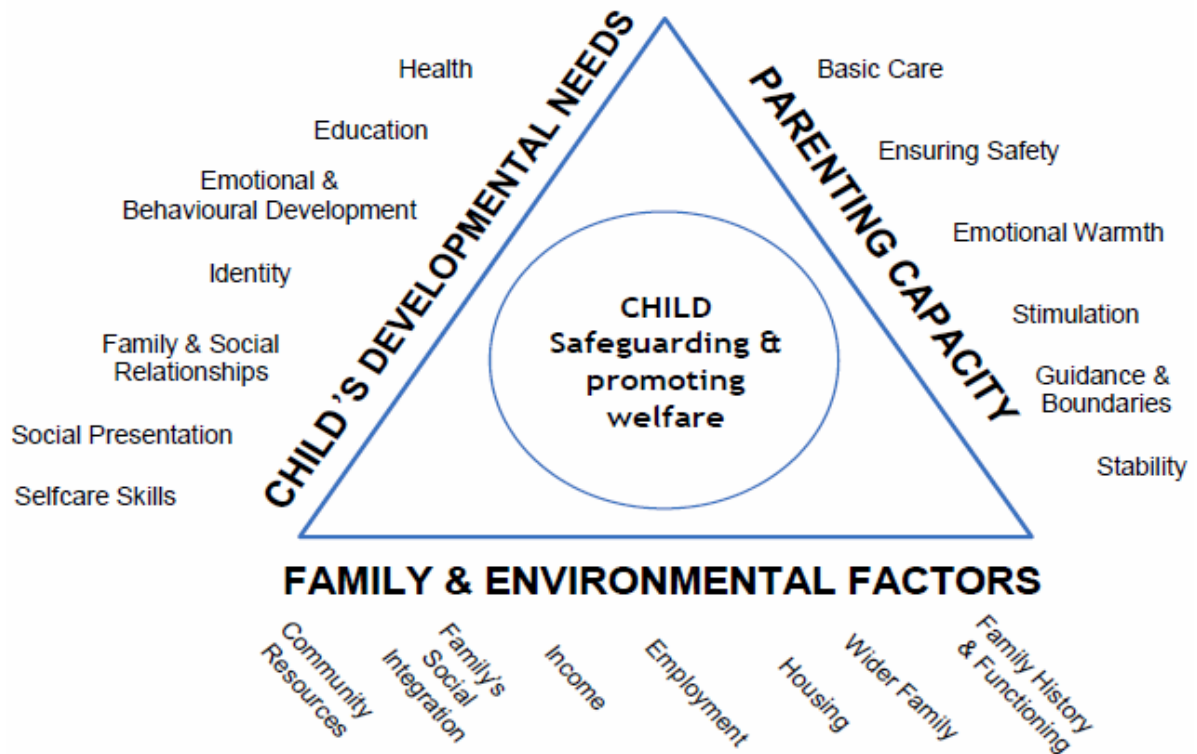 CHILD'S DEVELOPMENTAL NEEDS
Health
Education
Emotional &
Behavioural Development
Identity
Family & Social
Relationships
Social Presentation
Selfcare Skills
PARENTING CAPACITY
Basic Care
Ensuring Safety
Emotional Warmth
Stimulation
Guidance &
Boundaries
Stability
CHILD
Safeguarding &
promoting
welfare
FAMILY & ENVIRONMENTAL FACTORS
Community
Resources
Family's
Social
Integration
Income
Employment
Housing
Wider Family
Family History
& Functioning